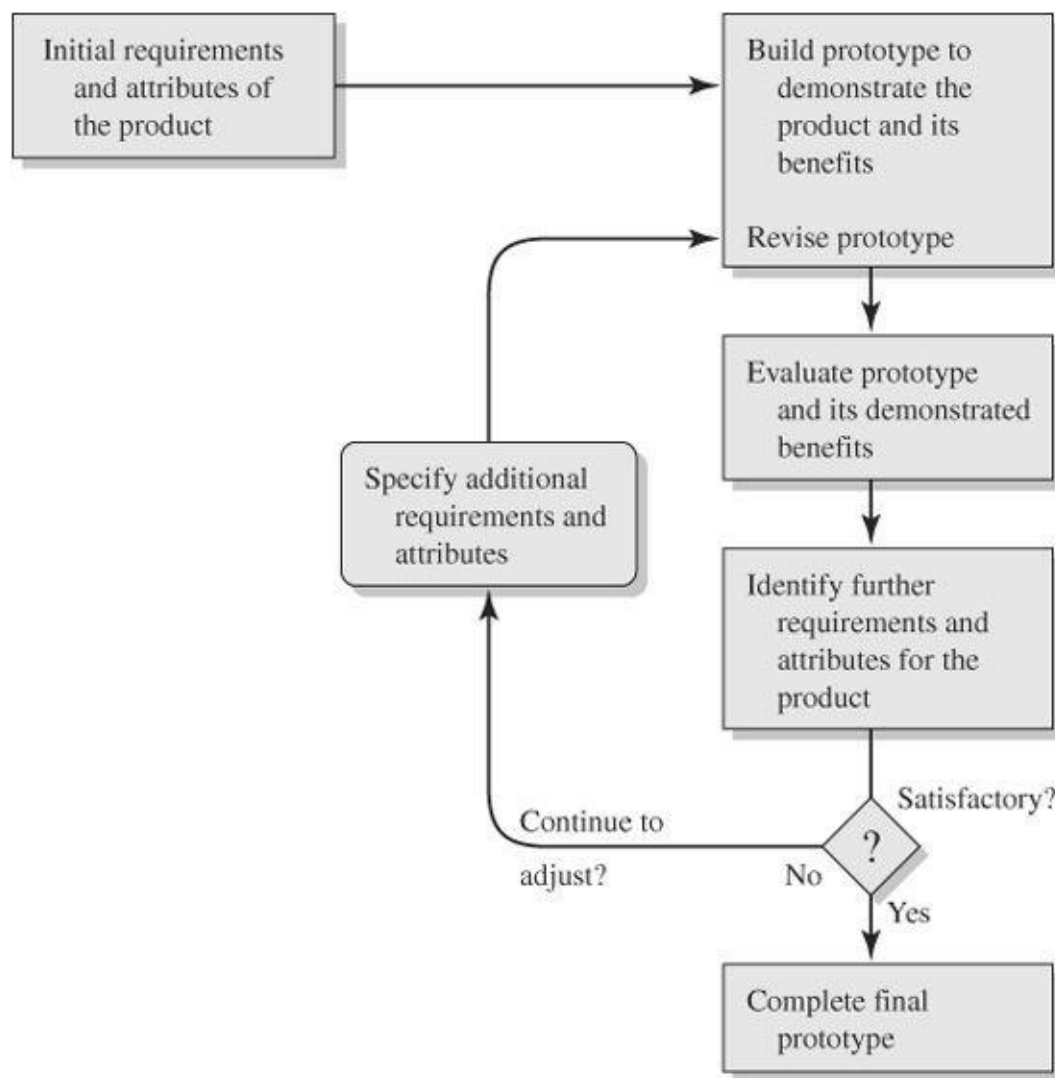 Initial requirements
and attributes of
the product
Build prototype to
demonstrate the
product and its
benefits
Revise prototype
Evaluate prototype
and its demonstrated
benefits
Specify additional
requirements and
attributes
Identify further
requirements and
attributes for the
product
Satisfactory?
?
Continue to
adjust?
No
Yes
Complete final
prototype